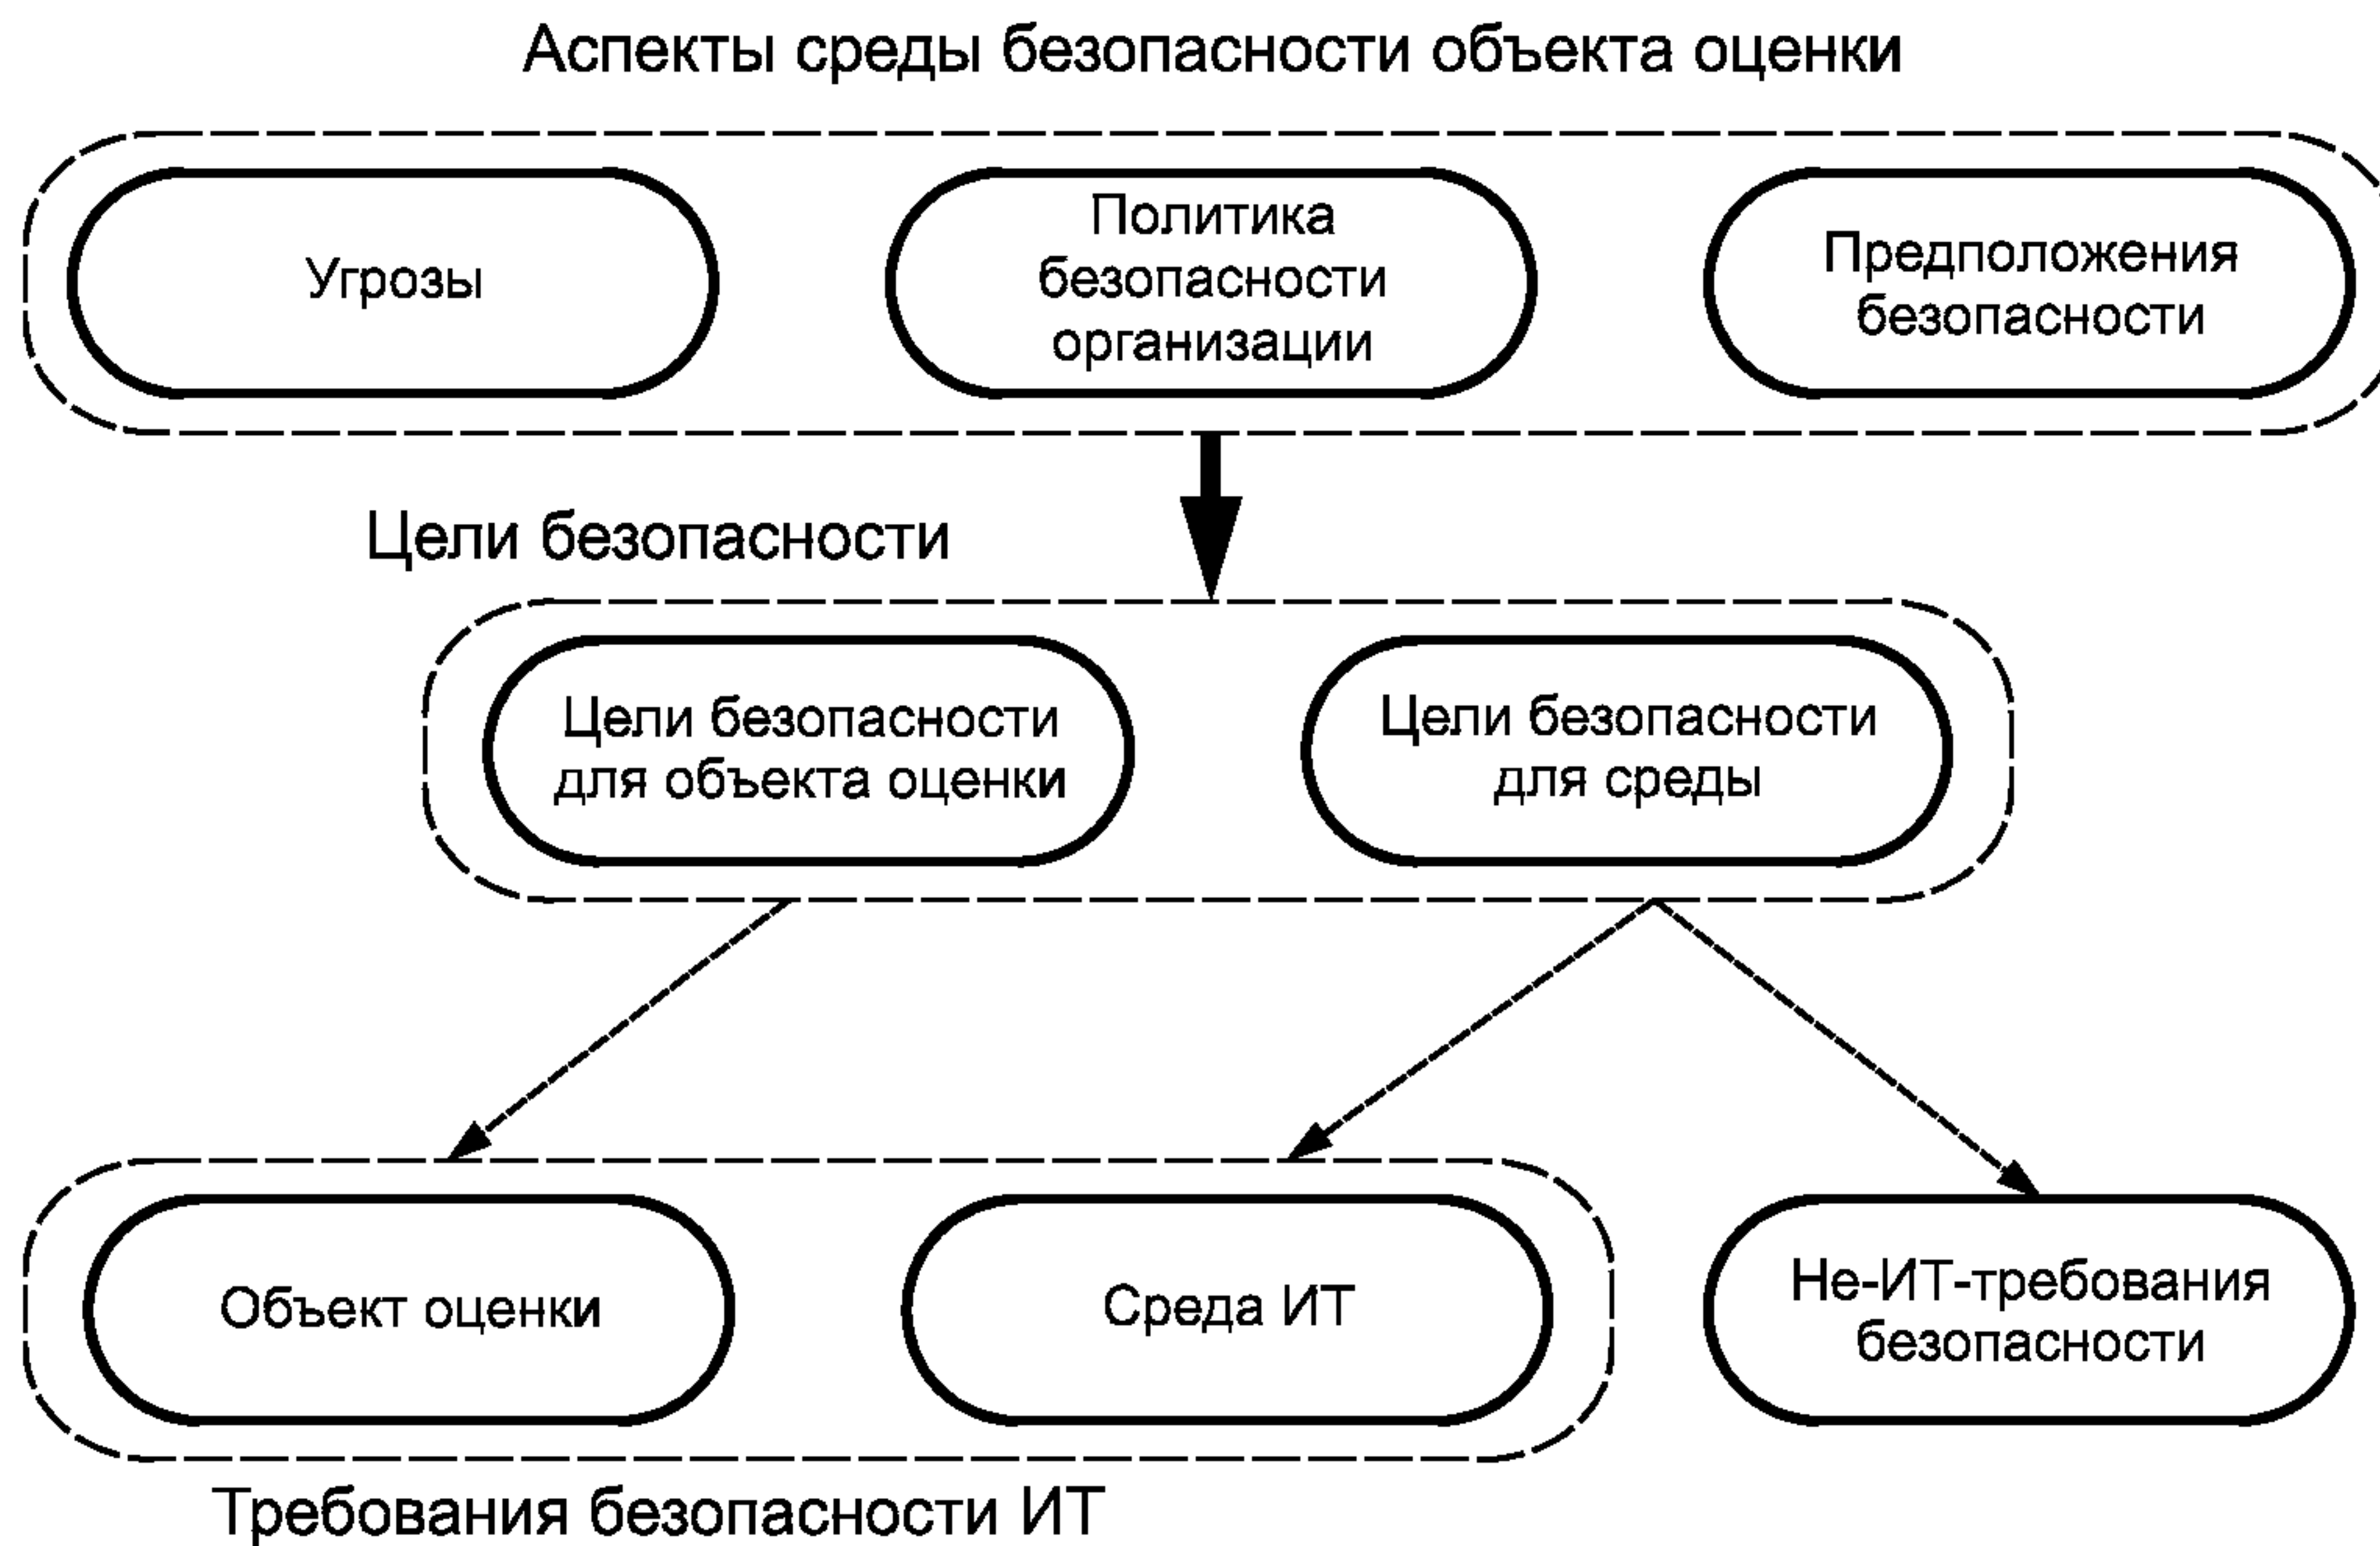 Аспекты среды безопасности объекта оценки
Угрозы
Политика
безопасности
организации
Предположения
безопасности
Цели безопасности
Цели безопасности
для объекта оценки
Цели безопасности
для среды
Объект оценки
Среда ИТ
Не-ИТ-требования
безопасности
Требования безопасности ИТ